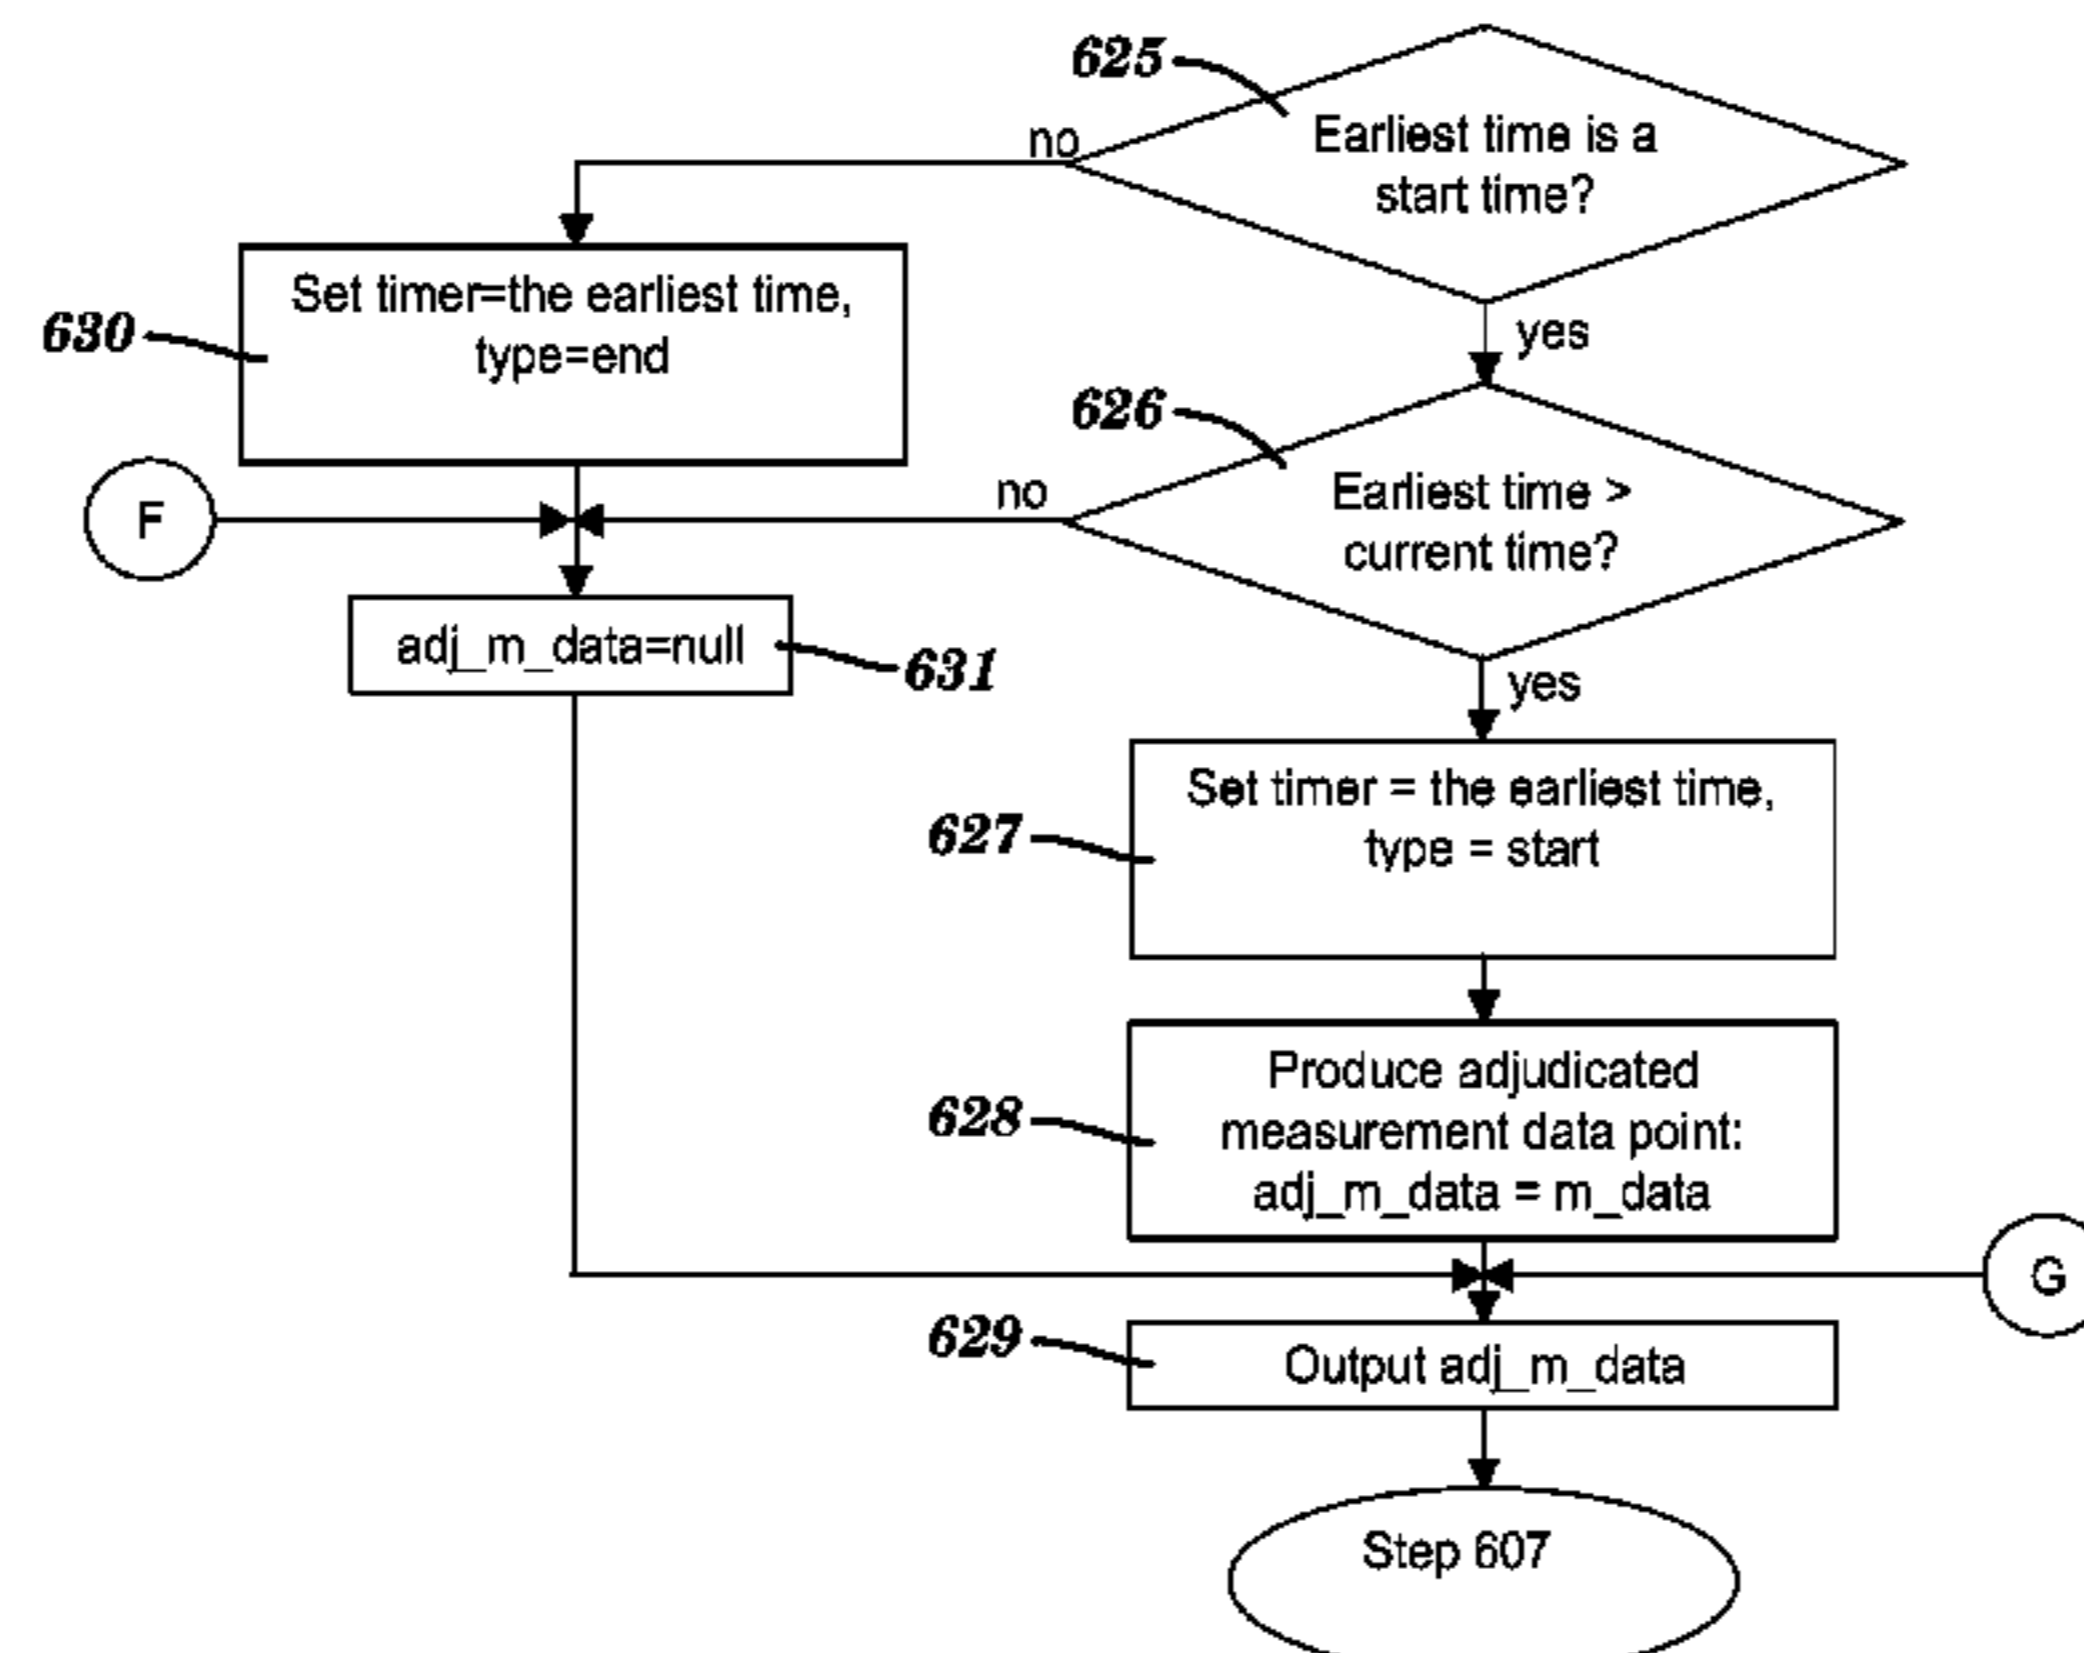 625
Earliest time is a
start time?
no
yes
630
Set timer=the earliest time,
type=end
626
Earliest time >
current time?
no
yes
F
adj_m_data=null
631
627
Set timer = the earliest time,
type = start
628
Produce adjudicated
measurement data point:
adj_m_data = m_data
G
629
Output adj_m_data
Step 607